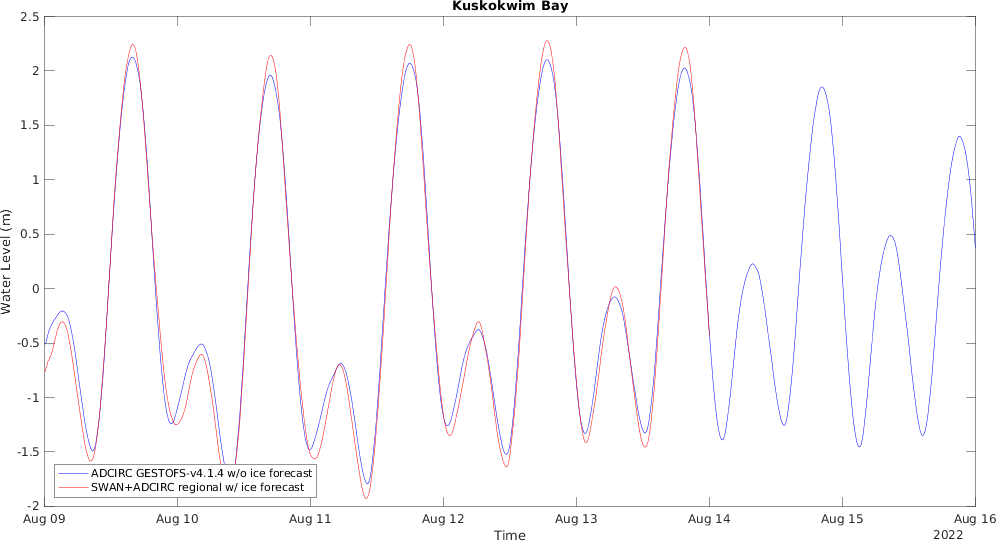 Kuskokwim Bay
2.5
2
1.5
1
0.5
0
-0.5
-1
-1.5
-2
Water Level (m)
ADCIRC GESTOFS-v4.1.4 w/o ice forecast
SWAN+ADCIRC regional w/ ice forecast
Aug 09 Aug 10 Aug 11 Aug 12 Aug 13 Aug 14 Aug 15 Aug 16
Time 2022